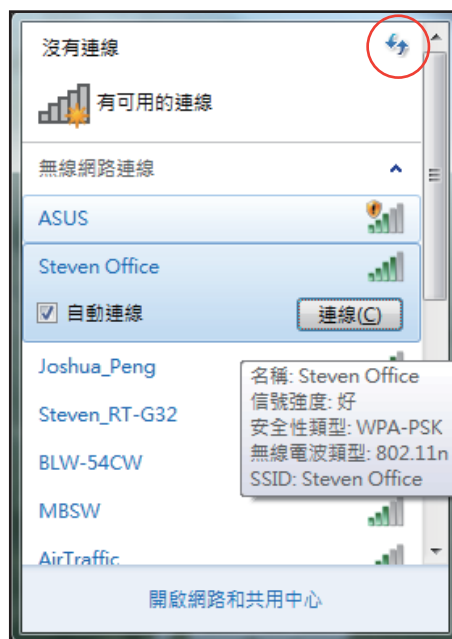 沒有連線
有可用的連線
無線網路連線
ASUS
Steven Office
自動連線
連線(C)
Joshua_Peng
Steven_RT-G32
BLW-54CW
MBSW
AirTraffic
名稱: Steven Office
信號強度: 好
安全性類型: WPA-PSK
無線電波類型: 802.11n
SSID: Steven Office
開啟網路和共用中心